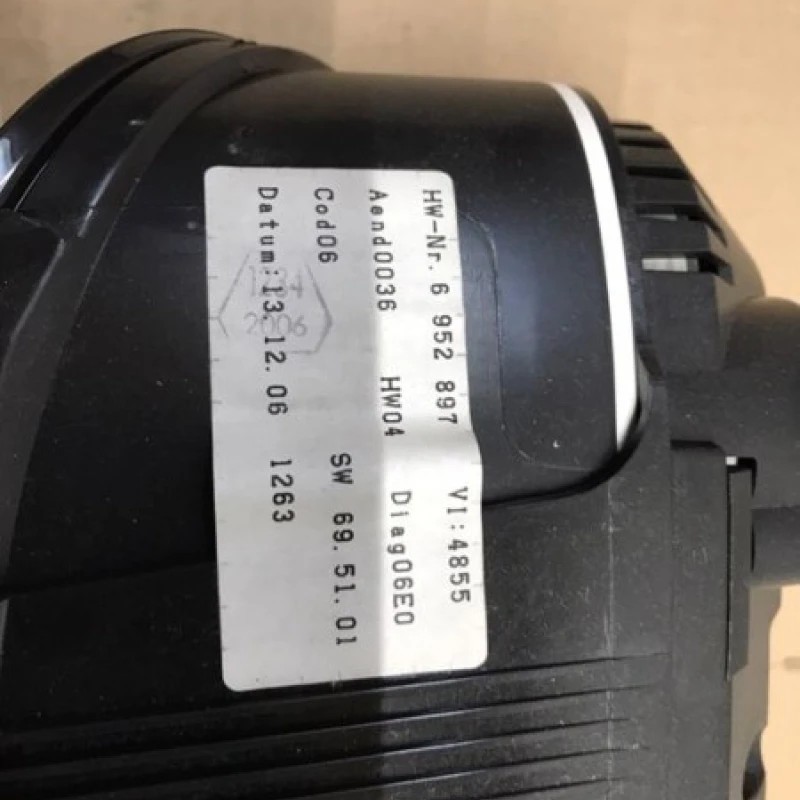 HW-Nr. 6 952 897 VI:4855
Aend0036 HW04 Diag06E0
Cod06 SW 69.51.01
Datum:13.12.06 1263
2006